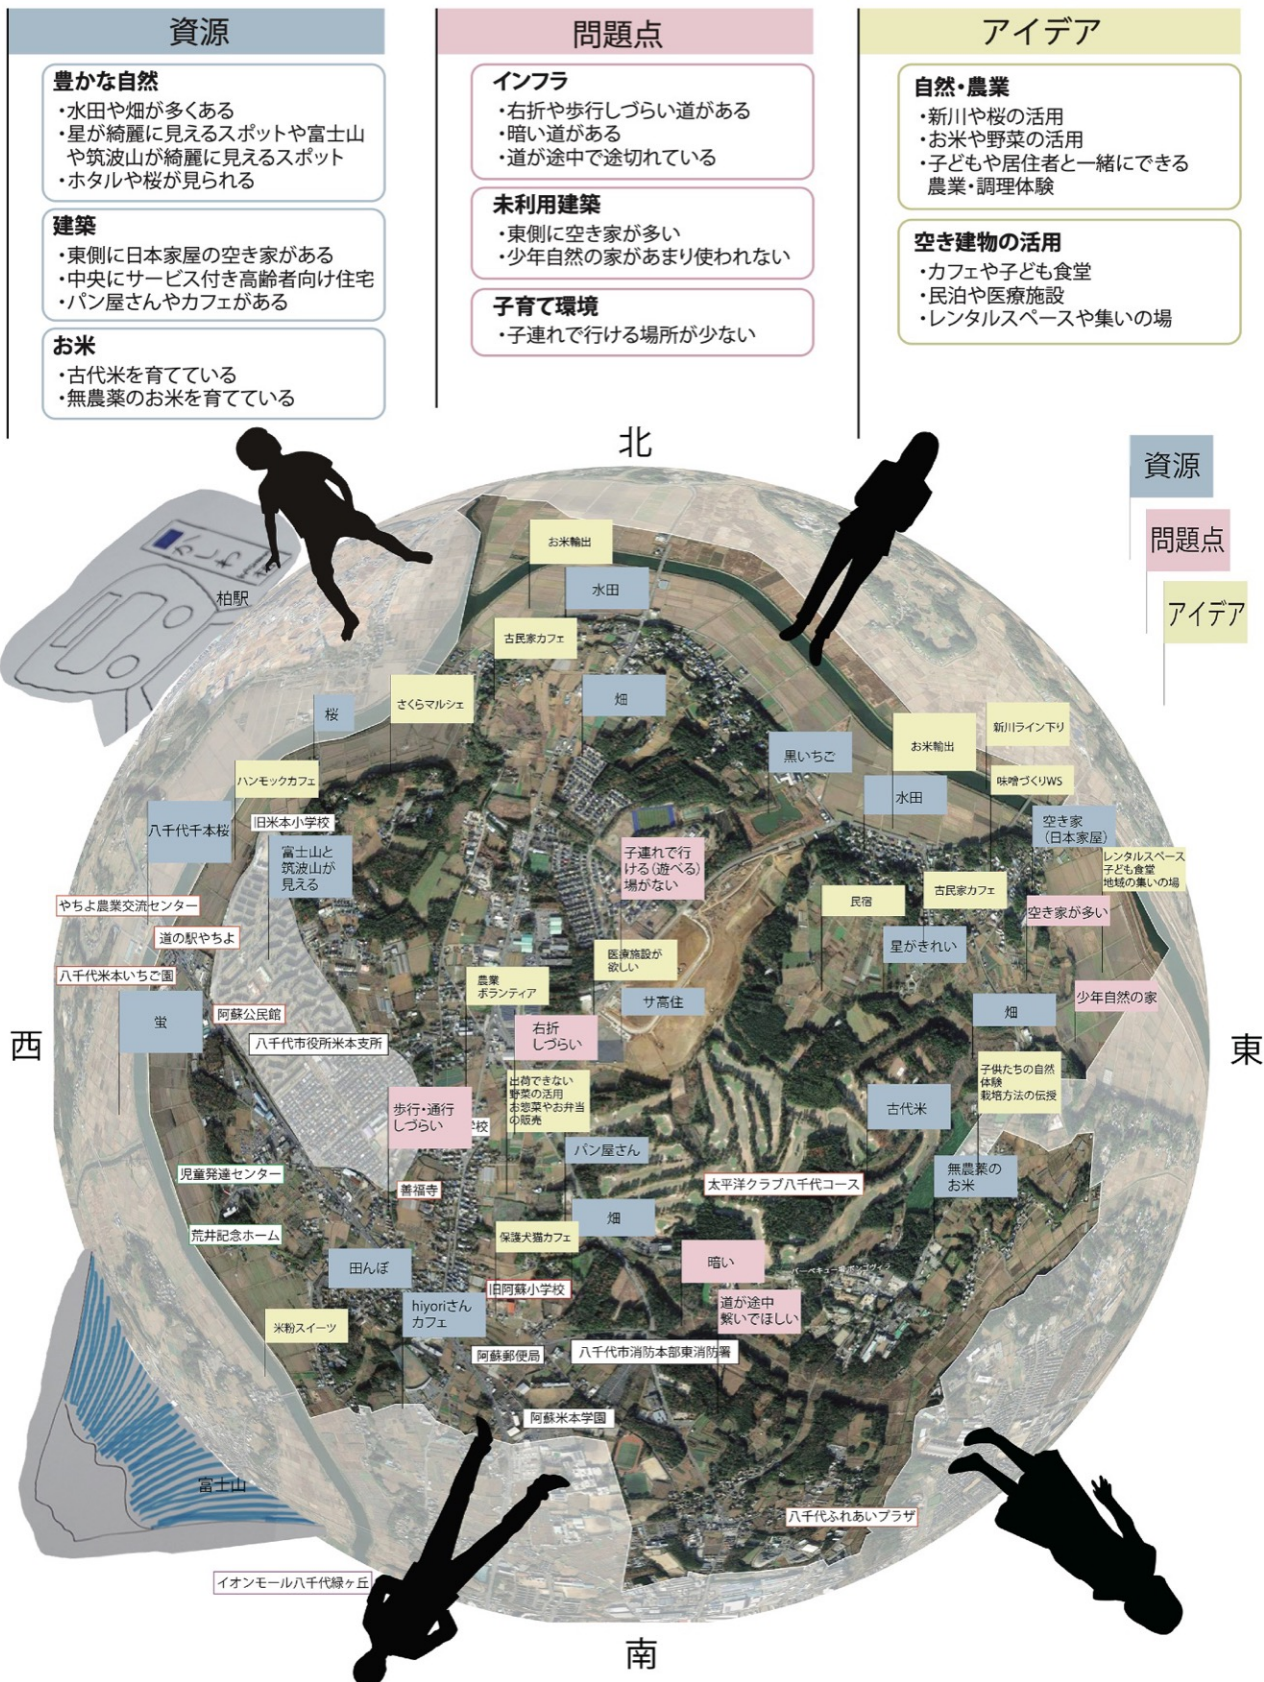 資源
豊かな自然
・水田や畑が多くある
・星が綺麗に見えるスポットや富士山
や筑波山が綺麗に見えるスポット
・ホタルや桜が見られる
建築
・東側に日本家屋の空き家がある
・中央にサービス付き高齢者向け住宅
・パン屋さんやカフェがある
お米
・古代米を育てている
・無農薬のお米を育てている
問題点
インフラ
・右折や歩行しづらい道がある
・暗い道がある
・道が途中で途切れている
未利用建築
・東側に空き家が多い
・少年自然の家があまり使われない
子育て環境
・子連れで行ける場所が少ない
アイデア
自然・農業
・新川や桜の活用
・お米や野菜の活用
・子どもや居住者と一緒にできる
農業・調理体験
空き建物の活用
・カフェや子ども食堂
・民泊や医療施設
・レンタルスペースや集いの場
北
資源
問題点
アイデア
かしわ
柏駅
お米輸出
水田
古民家カフェ
畑
さくらマルシェ
桜
ハンモックカフェ
八千代千本桜
旧米本小学校
富士山と
筑波山が
見える
黒いちご
お米輸出
新川ライン下り
味噌づくりWS
水田
空き家
（日本家屋）
レンタルスペース
子ども食堂
地域の集いの場
子連れで行
ける（遊べる）
場がない
民宿
古民家カフェ
空き家が多い
星がきれい
やちよ農業交流センター
道の駅やちよ
八千代米本いちご園
蛍
阿蘇公民館
八千代市役所米本支所
農業
ボランティア
医療施設が
欲しい
サ高住
右折
しづらい
畑
少年自然の家
西
東
子供たちの自然
体験
栽培方法の伝授
出荷できない
野菜の活用
お惣菜やお弁当
の販売
歩行・通行
しづらい
校
古代米
パン屋さん
無農薬の
お米
児童発達センター
善福寺
太平洋クラブ八千代コース
畑
荒井記念ホーム
保護犬猫カフェ
暗い
田んぼ
旧阿蘇小学校
道が途中
繋いでほしい
hiyoriさん
カフェ
米粉スイーツ
阿蘇郵便局
八千代市消防本部東消防署
阿蘇米本学園
富士山
八千代ふれあいプラザ
イオンモール八千代緑ヶ丘
南